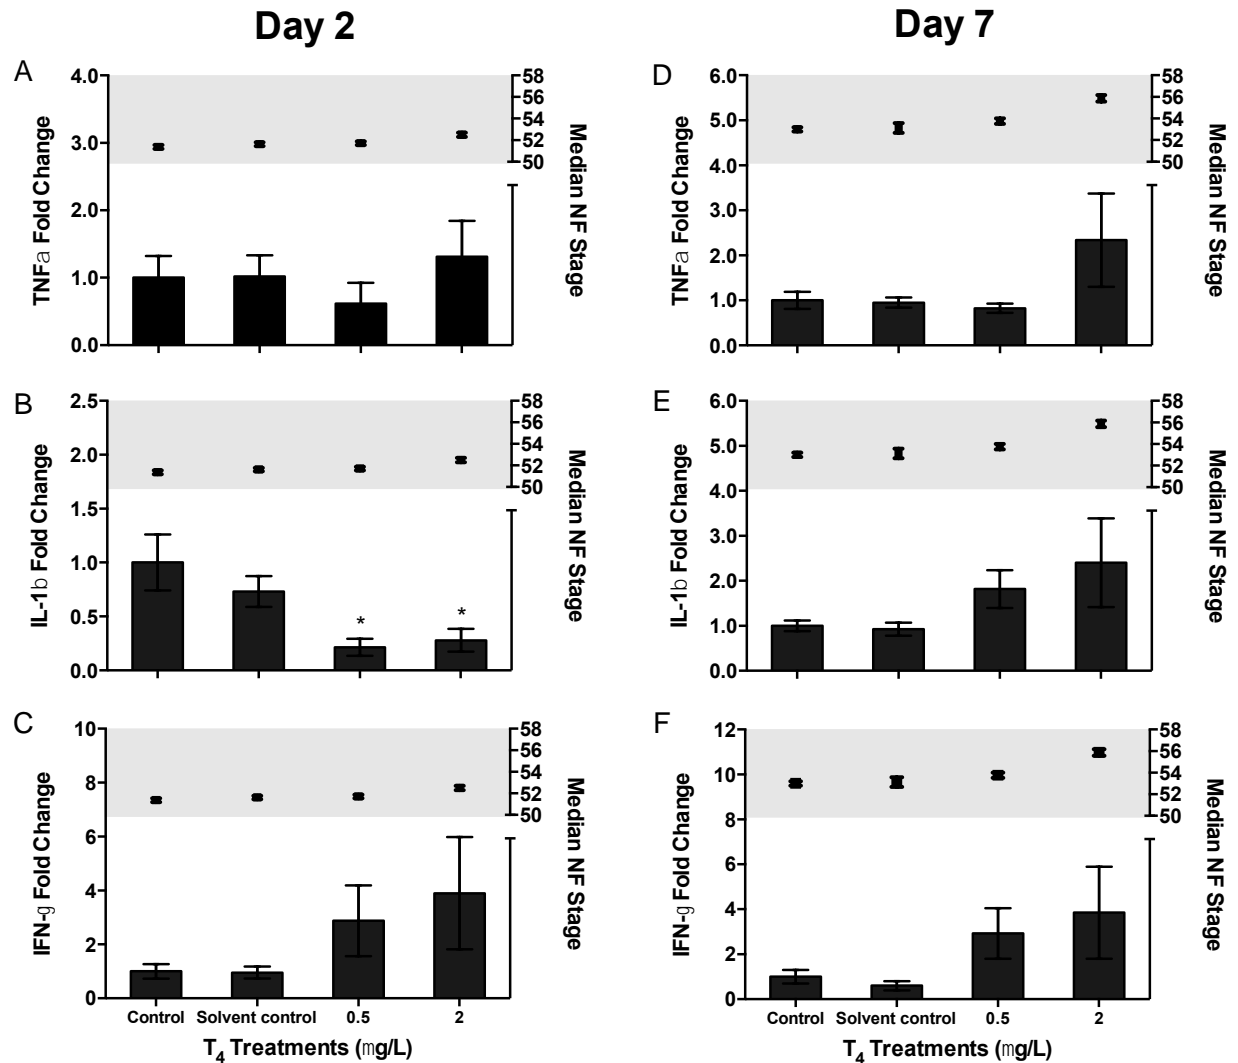 Day 2
Day 7
A
4.0
3.0
2.0
1.0
0.0
TNFa Fold Change
58
56
54
52
50
Median NF Stage
D
6.0
5.0
4.0
3.0
2.0
1.0
0.0
TNFa Fold Change
58
56
54
52
50
Median NF Stage
B
2.5
2.0
1.5
1.0
0.5
0.0
IL-1b Fold Change
*
*
58
56
54
52
50
Median NF Stage
E
6.0
5.0
4.0
3.0
2.0
1.0
0.0
IL-1b Fold Change
58
56
54
52
50
Median NF Stage
C
10
8
6
4
2
0
IFN-g Fold Change
58
56
54
52
50
Median NF Stage
Control Solvent control 0.5 2
T4 Treatments (mg/L)
F
12
10
8
6
4
2
0
IFN-g Fold Change
58
56
54
52
50
Median NF Stage
Control Solvent control 0.5 2
T4 Treatments (mg/L)